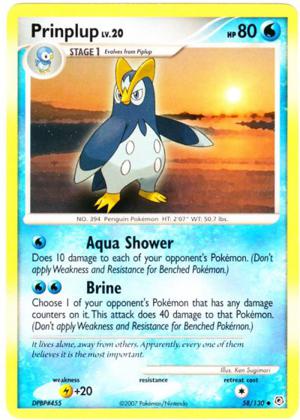 Prinplup LV.20 HP 80
STAGE 1 Evolves from Piplup
NO. 394 Penguin Pokémon HT: 2'07" WT: 50.7 lbs.
Aqua Shower
Does 10 damage to each of your opponent's Pokémon. (Don't
apply Weakness and Resistance for Benched Pokémon.)
Brine
Choose 1 of your opponent's Pokémon that has any damage
counters on it. This attack does 40 damage to that Pokémon.
(Don't apply Weakness and Resistance for Benched Pokémon.)
It lives alone, away from others. Apparently, every one of them
believes it is the most important.
Illus. Ken Sugimori
weakness resistance retreat cost
+20
DPBP#455 ©2007 Pokémon/Nintendo 58/130